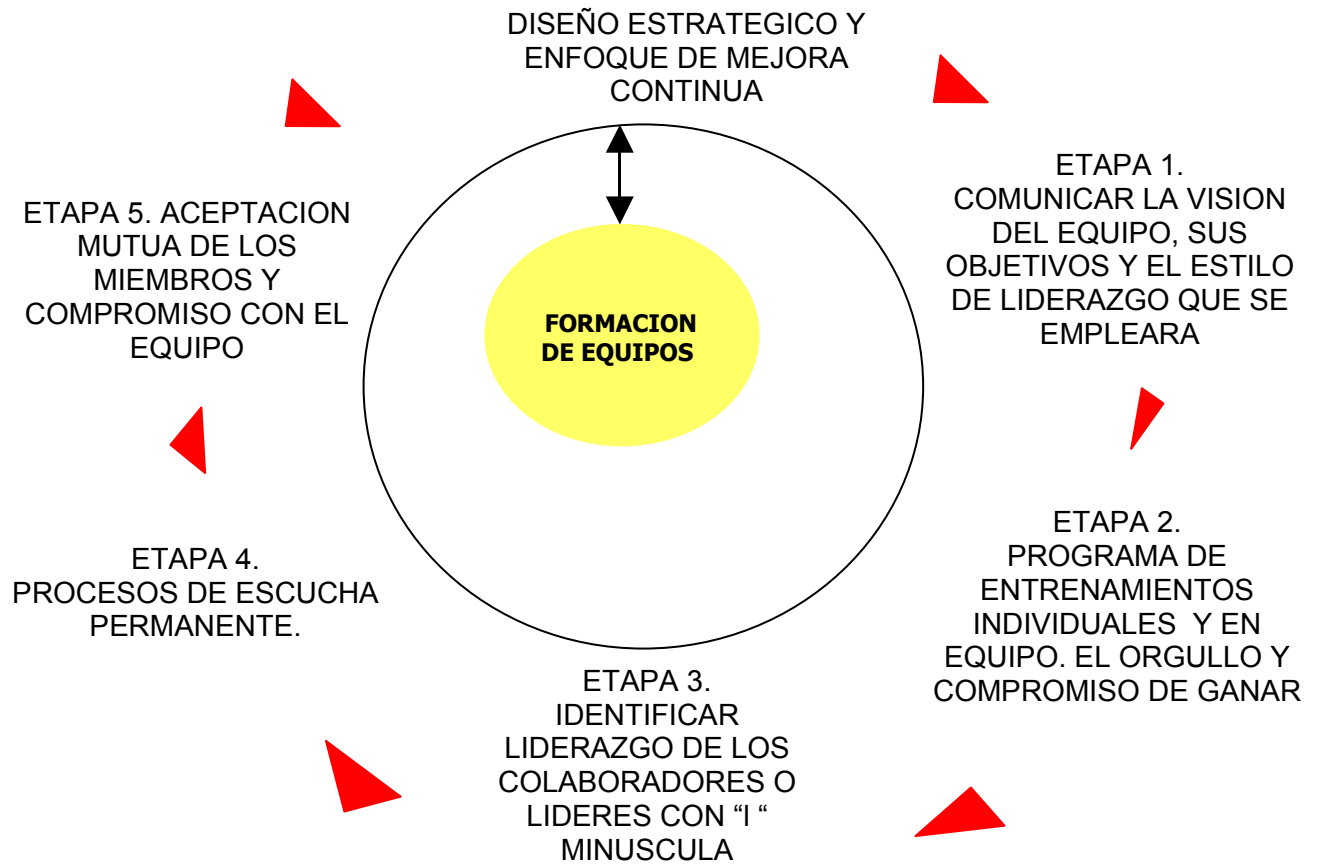 DISEÑO ESTRATEGICO Y
ENFOQUE DE MEJORA
CONTINUA
ETAPA 1.
COMUNICAR LA VISION
DEL EQUIPO, SUS
OBJETIVOS Y EL ESTILO
DE LIDERAZGO QUE SE
EMPLEARA
ETAPA 2.
PROGRAMA DE
ENTRENAMIENTOS
INDIVIDUALES Y EN
EQUIPO. EL ORGULLO Y
COMPROMISO DE GANAR
ETAPA 3.
IDENTIFICAR
LIDERAZGO DE LOS
COLABORADORES O
LIDERES CON “l “
MINUSCULA
ETAPA 4.
PROCESOS DE ESCUCHA
PERMANENTE.
ETAPA 5. ACEPTACION
MUTUA DE LOS
MIEMBROS Y
COMPROMISO CON EL
EQUIPO
FORMACION
DE EQUIPOS